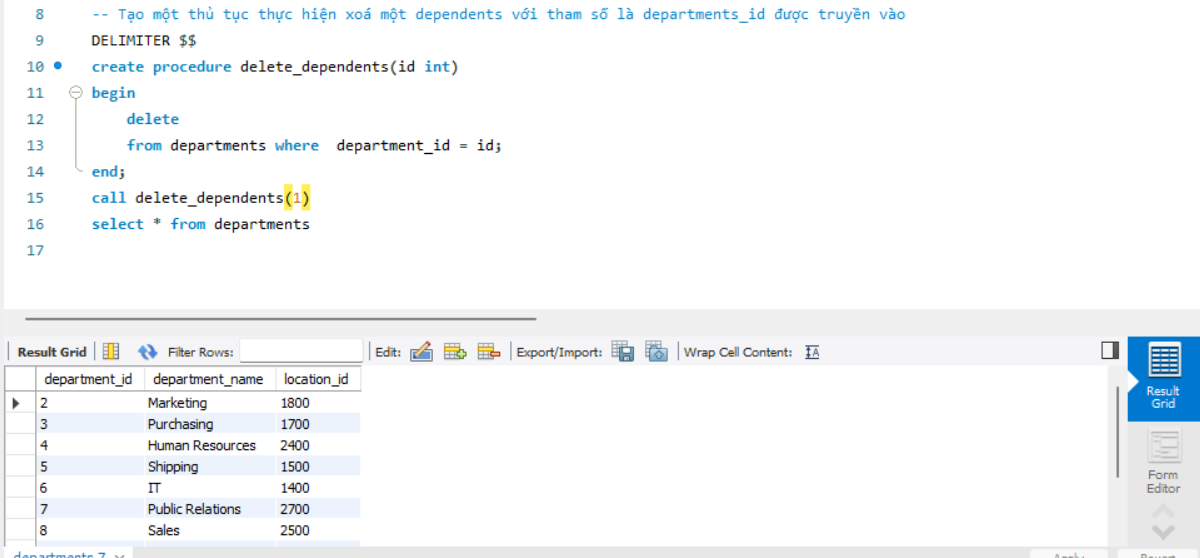 8 -- Tạo một thủ tục thực hiện xoá một dependents với tham số là departments_id được truyền vào
9 DELIMITER $$
10 create procedure delete_dependents(id int)
11 begin
12 delete
13 from departments where department_id = id;
14 end;
15 call delete_dependents(1)
16 select * from departments
17
Result Grid Filter Rows: Edit: Export/Import: Wrap Cell Content:
department_id department_name location_id
2 Marketing 1800
3 Purchasing 1700
4 Human Resources 2400
5 Shipping 1500
6 IT 1400
7 Public Relations 2700
8 Sales 2500
Result
Grid
Form
Editor
departments 7
Apply
Revert